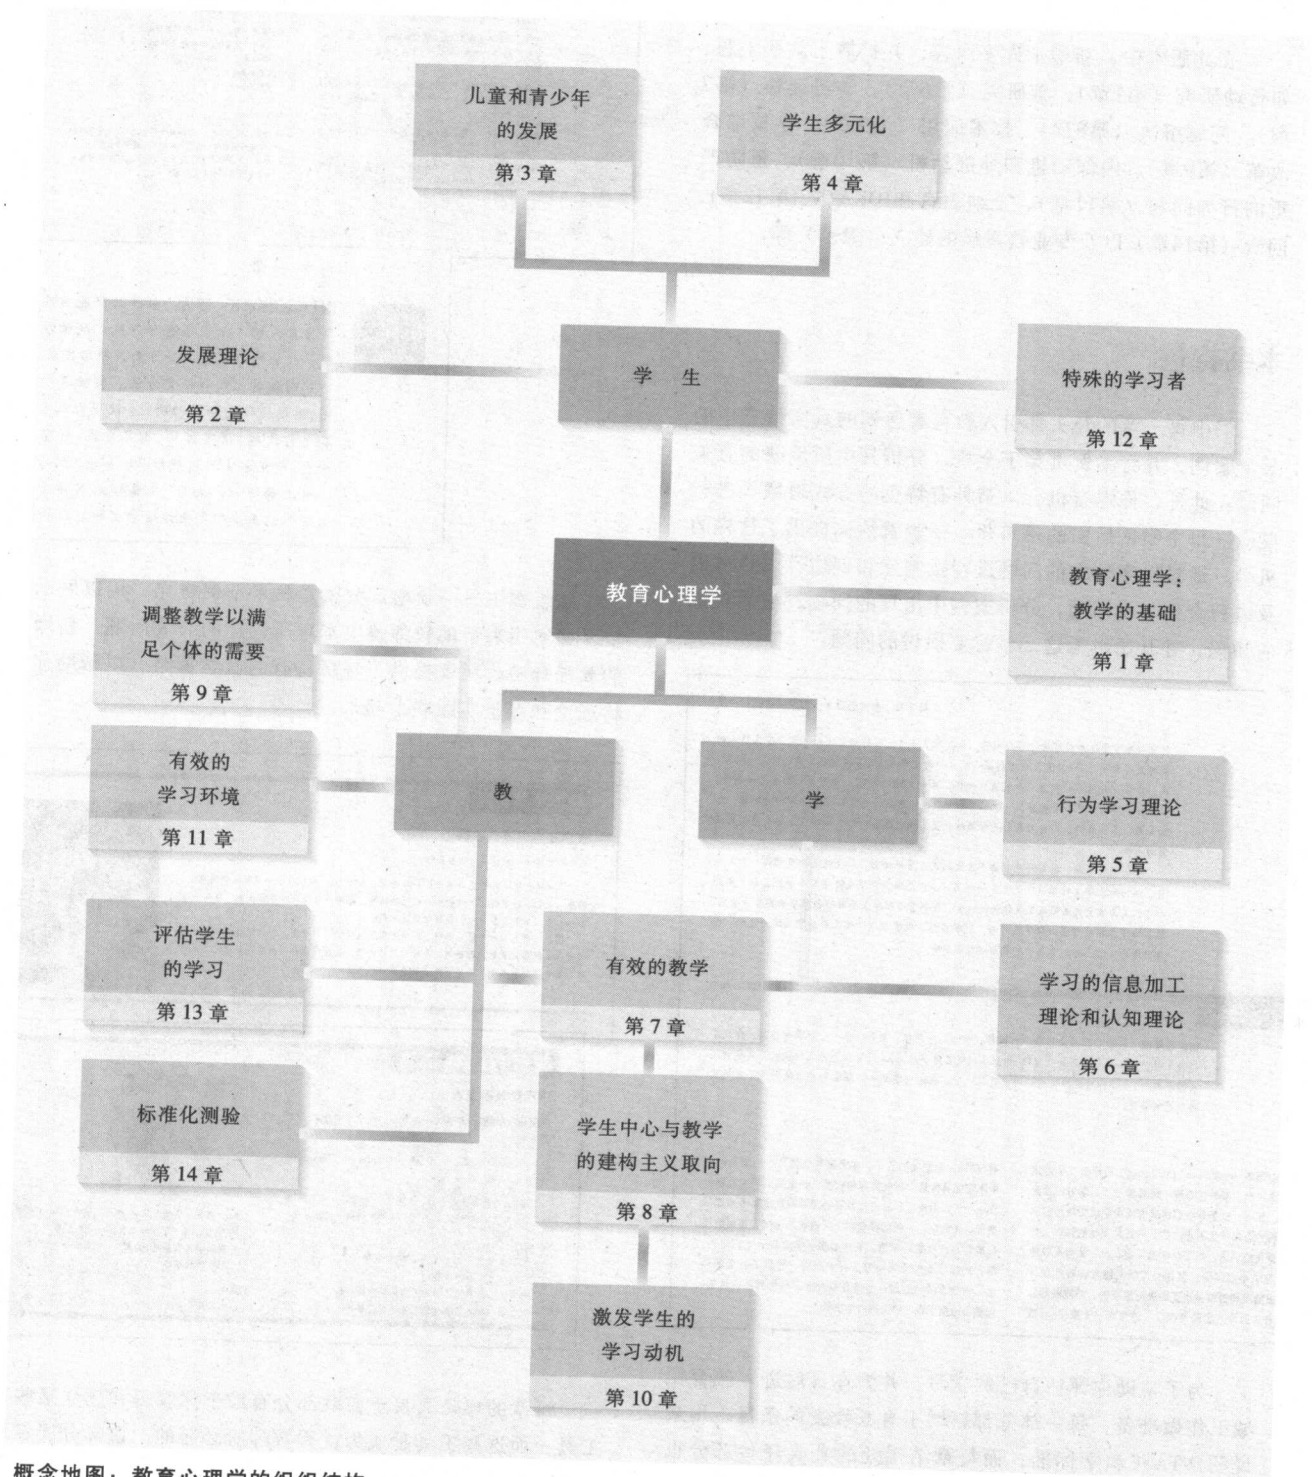 儿童和青少年
的发展
第 3 章
学生多元化
第 4 章
发展理论
第 2 章
学 生
特殊的学习者
第 12 章
教育心理学
教育心理学：
教学的基础
第 1 章
调整教学以满
足个体的需要
第 9 章
有效的
学习环境
第 11 章
教
学
行为学习理论
第 5 章
评估学生
的学习
第 13 章
有效的教学
第 7 章
学习的信息加工
理论和认知理论
第 6 章
标准化测验
第 14 章
学生中心与教学
的建构主义取向
第 8 章
激发学生的
学习动机
第 10 章
概念地图：教育心理学的组织结构